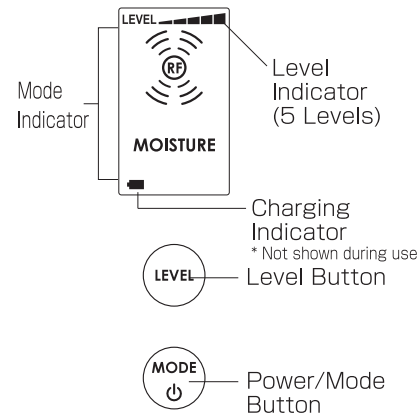 LEVEL
RF
MOISTURE
Mode
Indicator
Level
Indicator
(5 Levels)
Charging
Indicator
* Not shown during use
LEVEL
Level Button
MODE
Power/Mode
Button